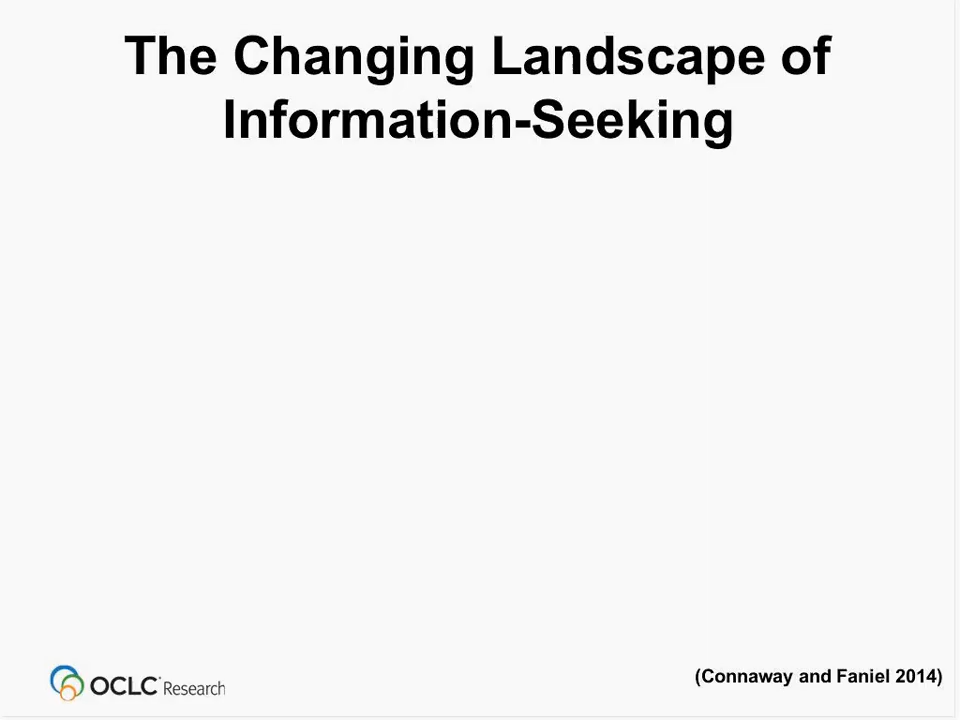 The Changing Landscape of
Information-Seeking
OCLC Research
(Connaway and Faniel 2014)